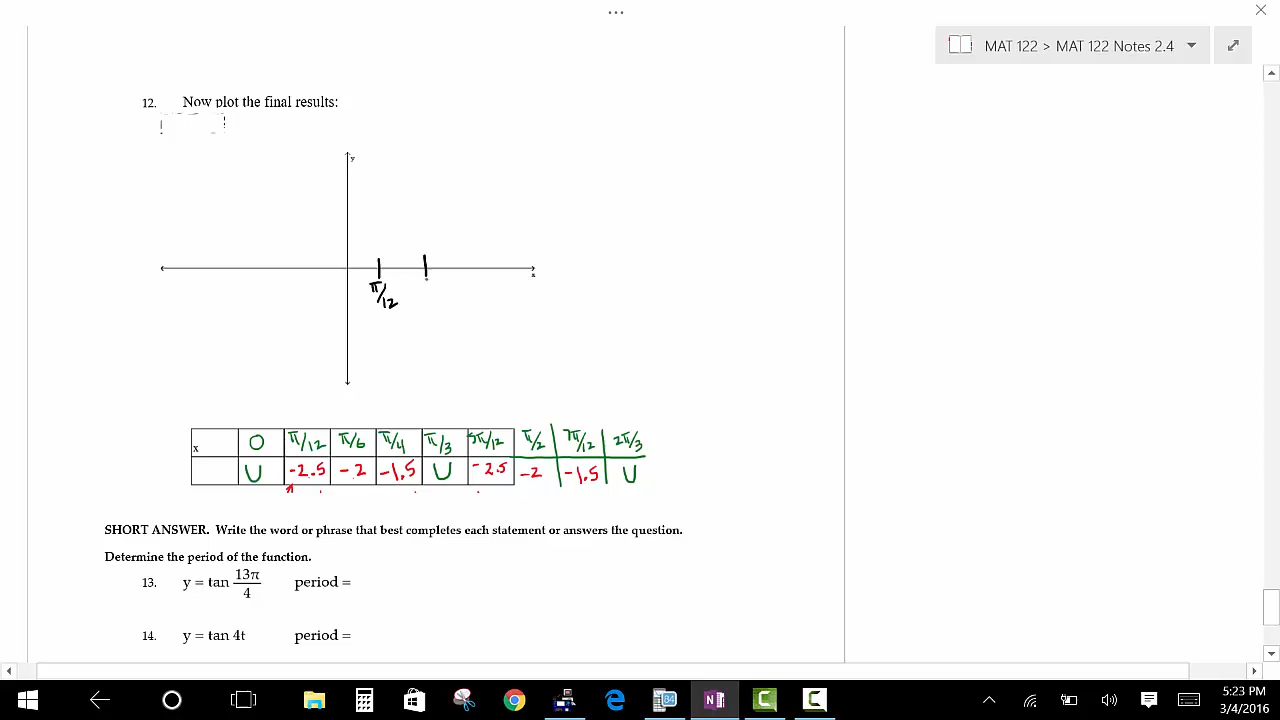 ...
MAT 122 > MAT 122 Notes 2.4
12. Now plot the final results:
y
x
π/12
x 0 π/12 π/6 π/4 π/3 5π/12 π/2 7π/12 2π/3
U -2.5 -2 -1.5 U -2.5 -2 -1.5 U
SHORT ANSWER. Write the word or phrase that best completes each statement or answers the question.
Determine the period of the function.
13. y = tan 13π/4 period =
14. y = tan 4t period =
5:23 PM
3/4/2016